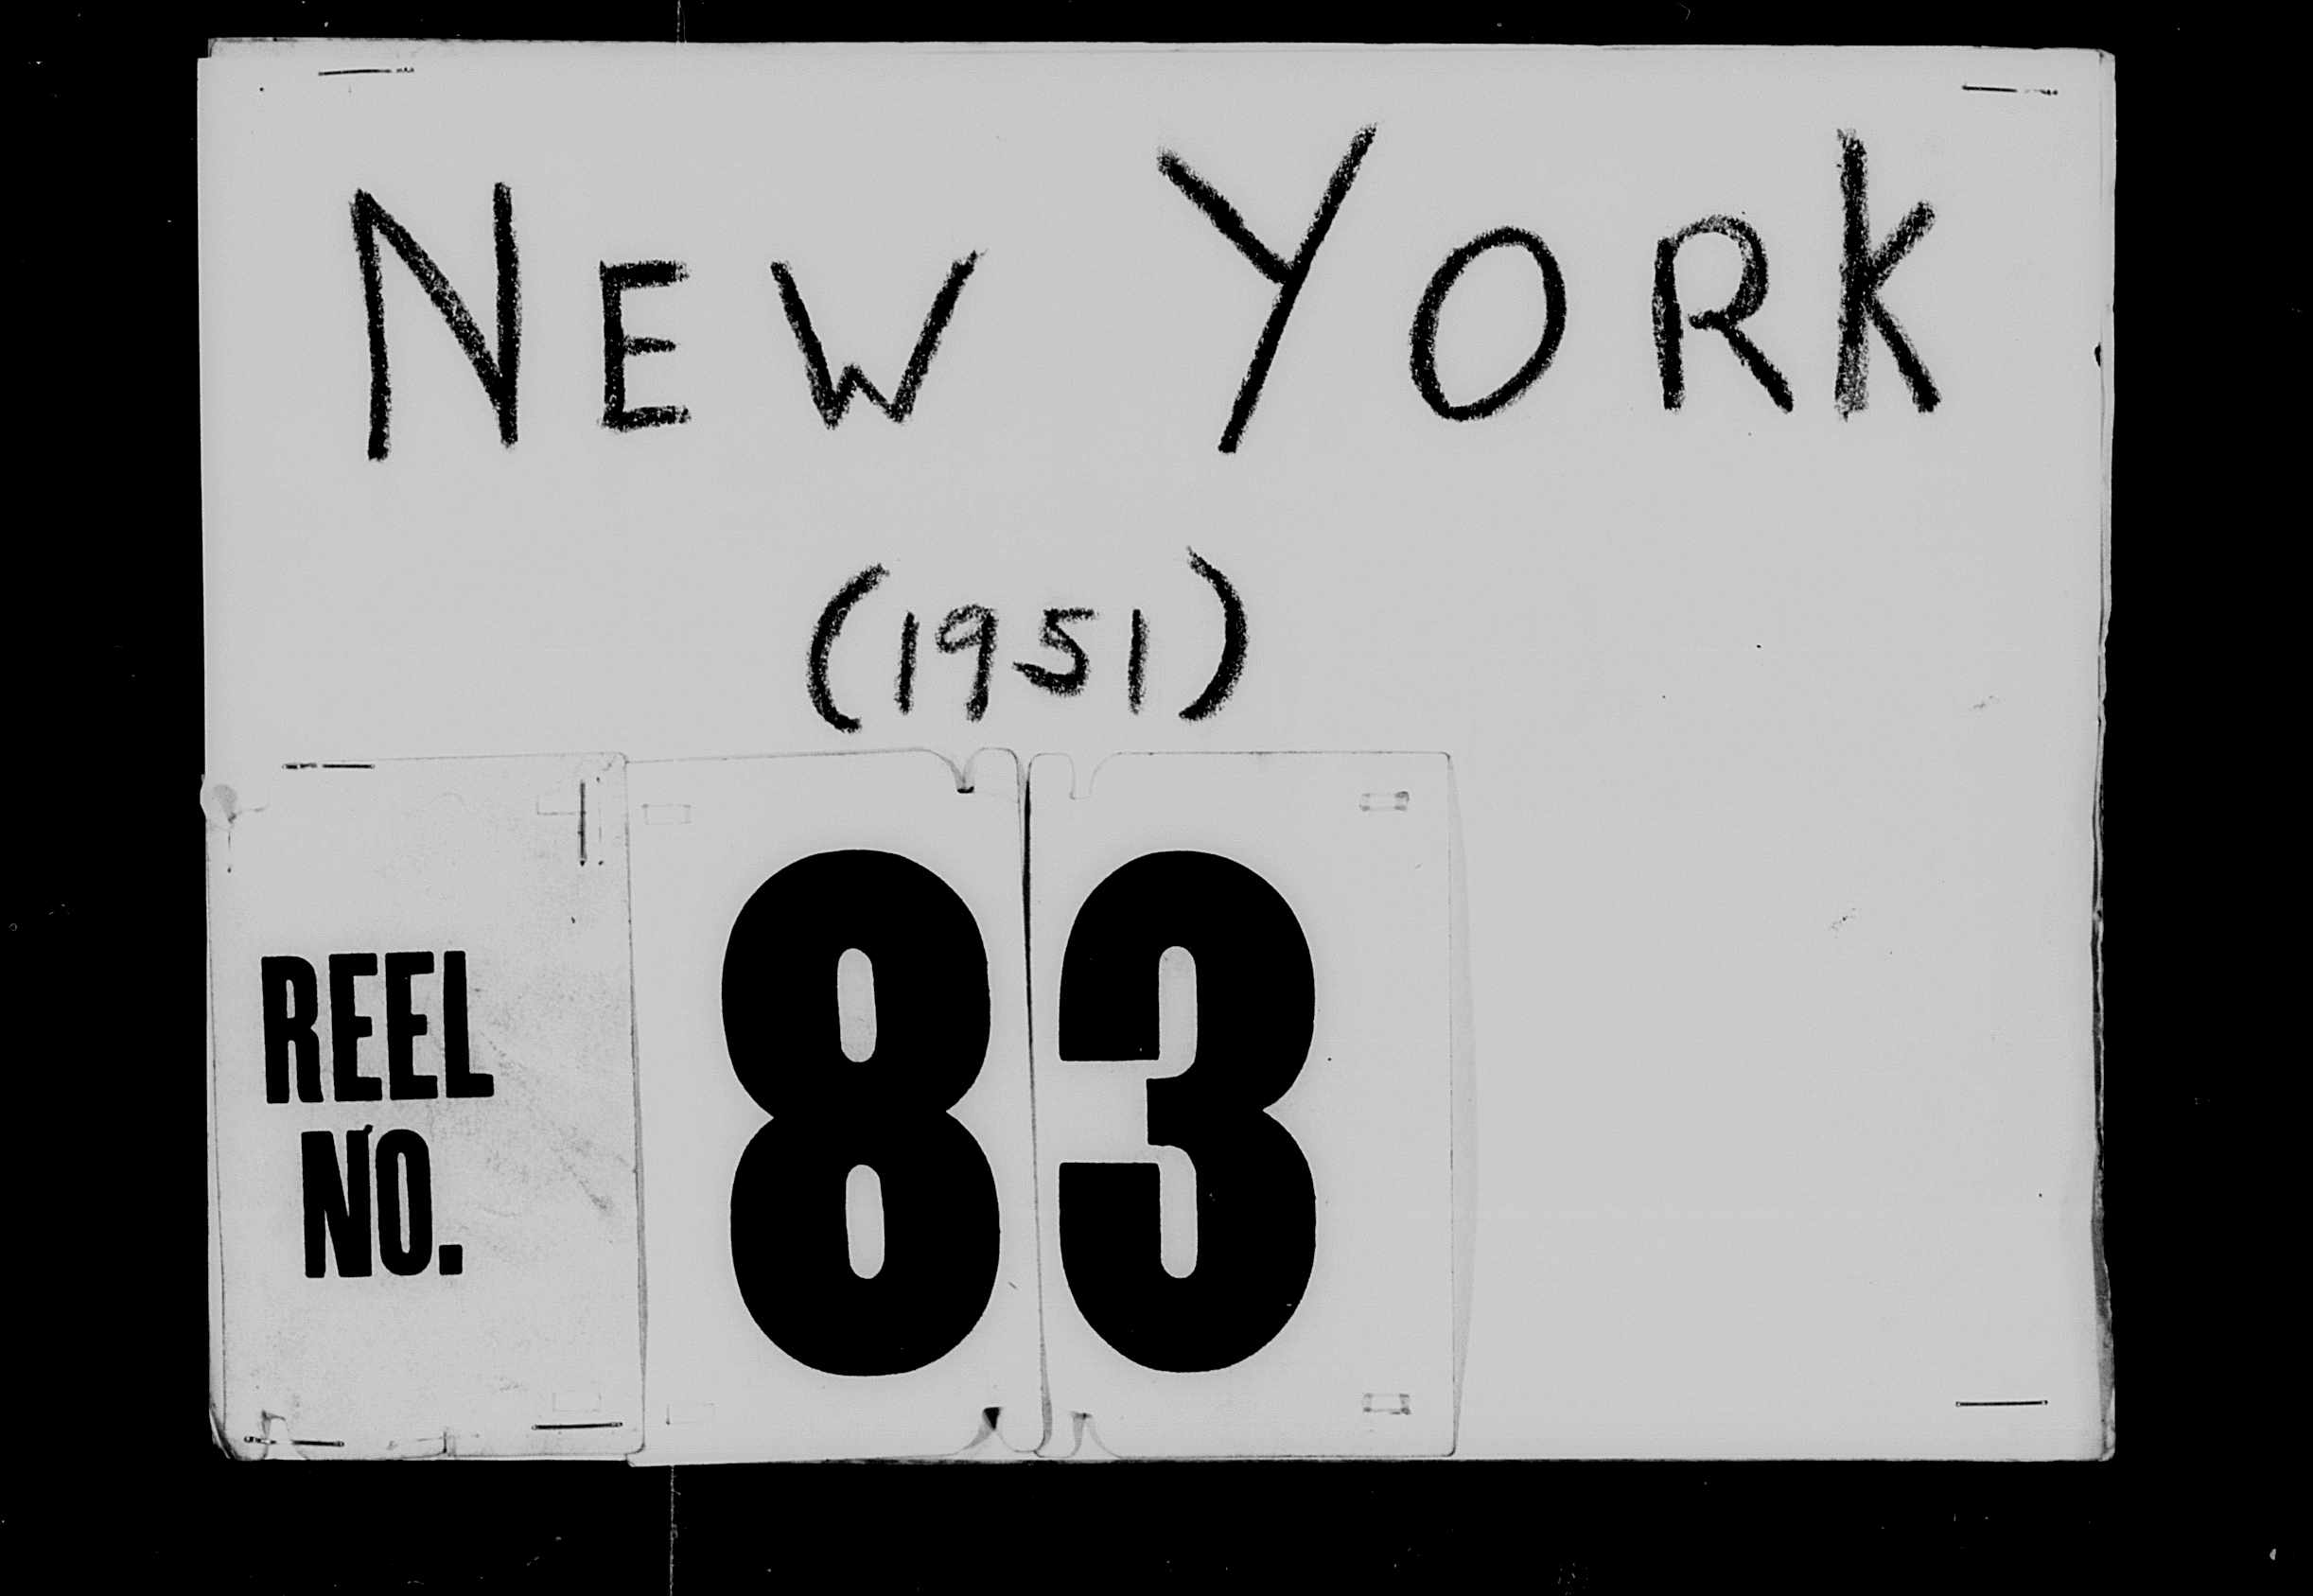 NEW YORK
(1951)
REEL
NO.
83